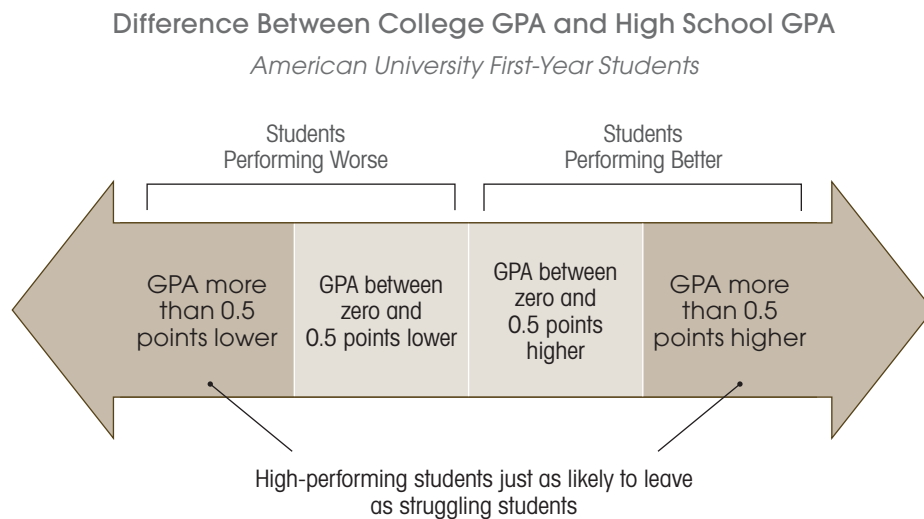 Difference Between College GPA and High School GPA
American University First-Year Students
Students
Performing Worse
Students
Performing Better
GPA more
than 0.5
points lower
GPA between
zero and
0.5 points lower
GPA between
zero and
0.5 points
higher
GPA more
than 0.5
points higher
High-performing students just as likely to leave
as struggling students